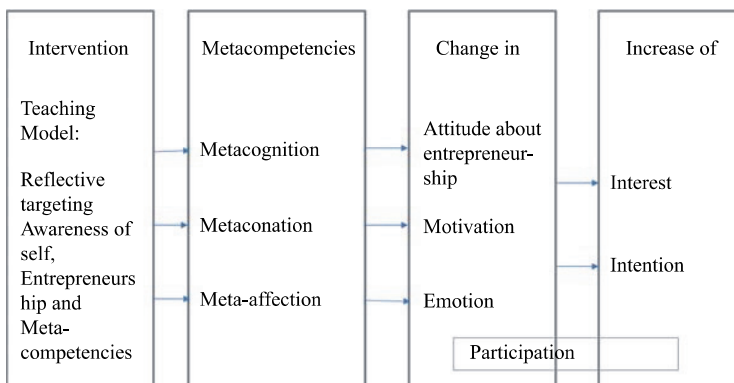 Intervention
Teaching
Model:
Reflective
targeting
Awareness of
self,
Entrepreneurs
hip and
Meta-
competencies
Metacompetencies
Metacognition
Metaconation
Meta-affection
Change in
Attitude about
entrepreneur-
ship
Motivation
Emotion
Increase of
Interest
Intention
Participation